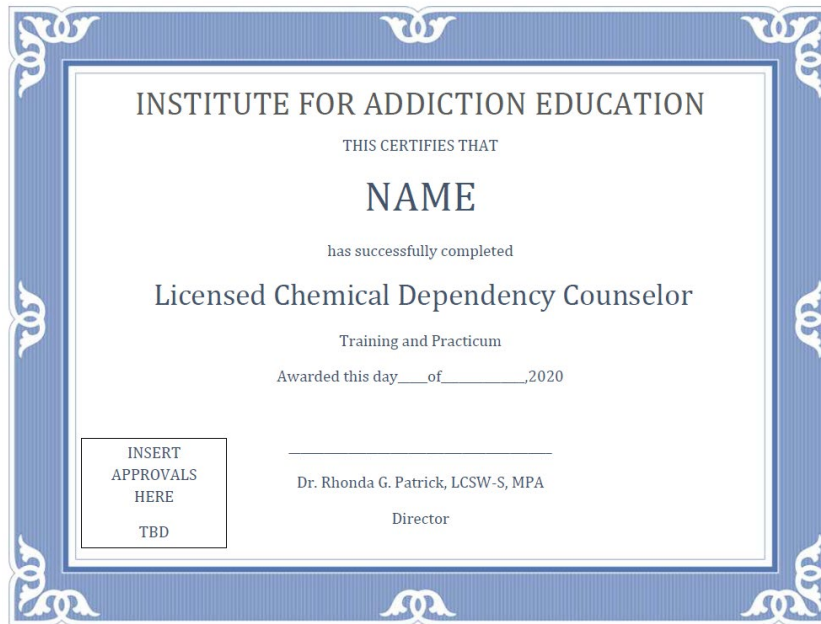 INSTITUTE FOR ADDICTION EDUCATION
THIS CERTIFIES THAT
NAME
has successfully completed
Licensed Chemical Dependency Counselor
Training and Practicum
Awarded this day____of___________,2020
INSERT
APPROVALS
HERE
TBD
___________________________________
Dr. Rhonda G. Patrick, LCSW-S, MPA
Director